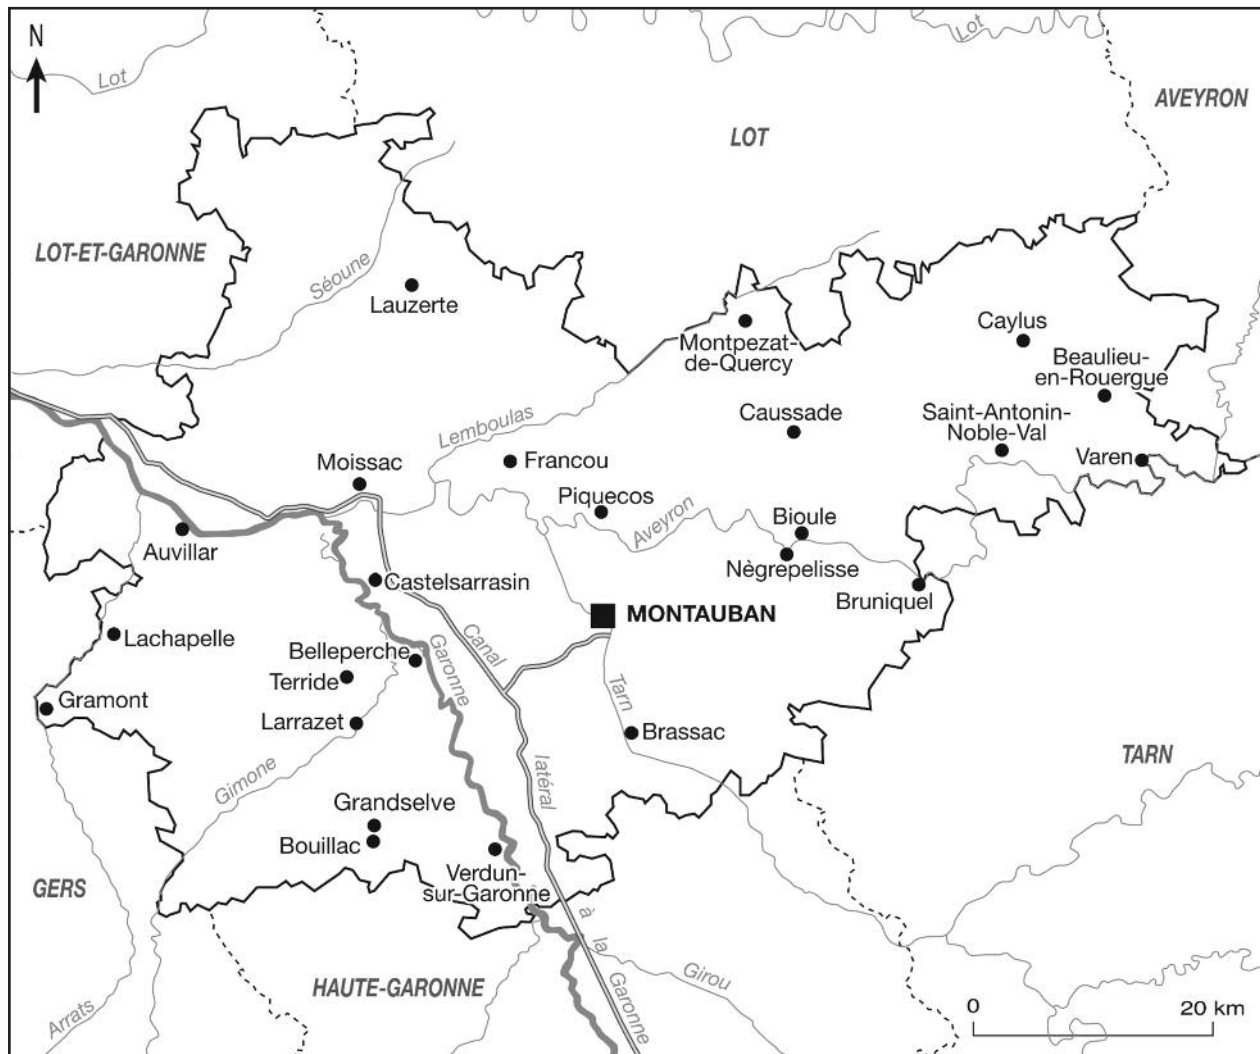 N
Lot
Lot
AVEYRON
LOT
LOT-ET-GARONNE
Séoune
Lauzerte
Montpezat-
de-Quercy
Caylus
Beaulieu-
en-Rouergue
Lemboulas
Caussade
Saint-Antonin-
Noble-Val
Moissac
Francou
Varen
Piquecos
Aveyron
Bioule
Auvillar
Nègrepelisse
Castelsarrasin
Bruniquel
MONTAUBAN
Lachapelle
Canal
Belleperche
Garonne
Terride
Tarn
Gramont
Larrazet
Brassac
TARN
Gimone
latéral
Grandselve
Bouillac
Verdun-
sur-Garonne
GERS
à
la
Garonne
Girou
HAUTE-GARONNE
Arrats
0
20 km